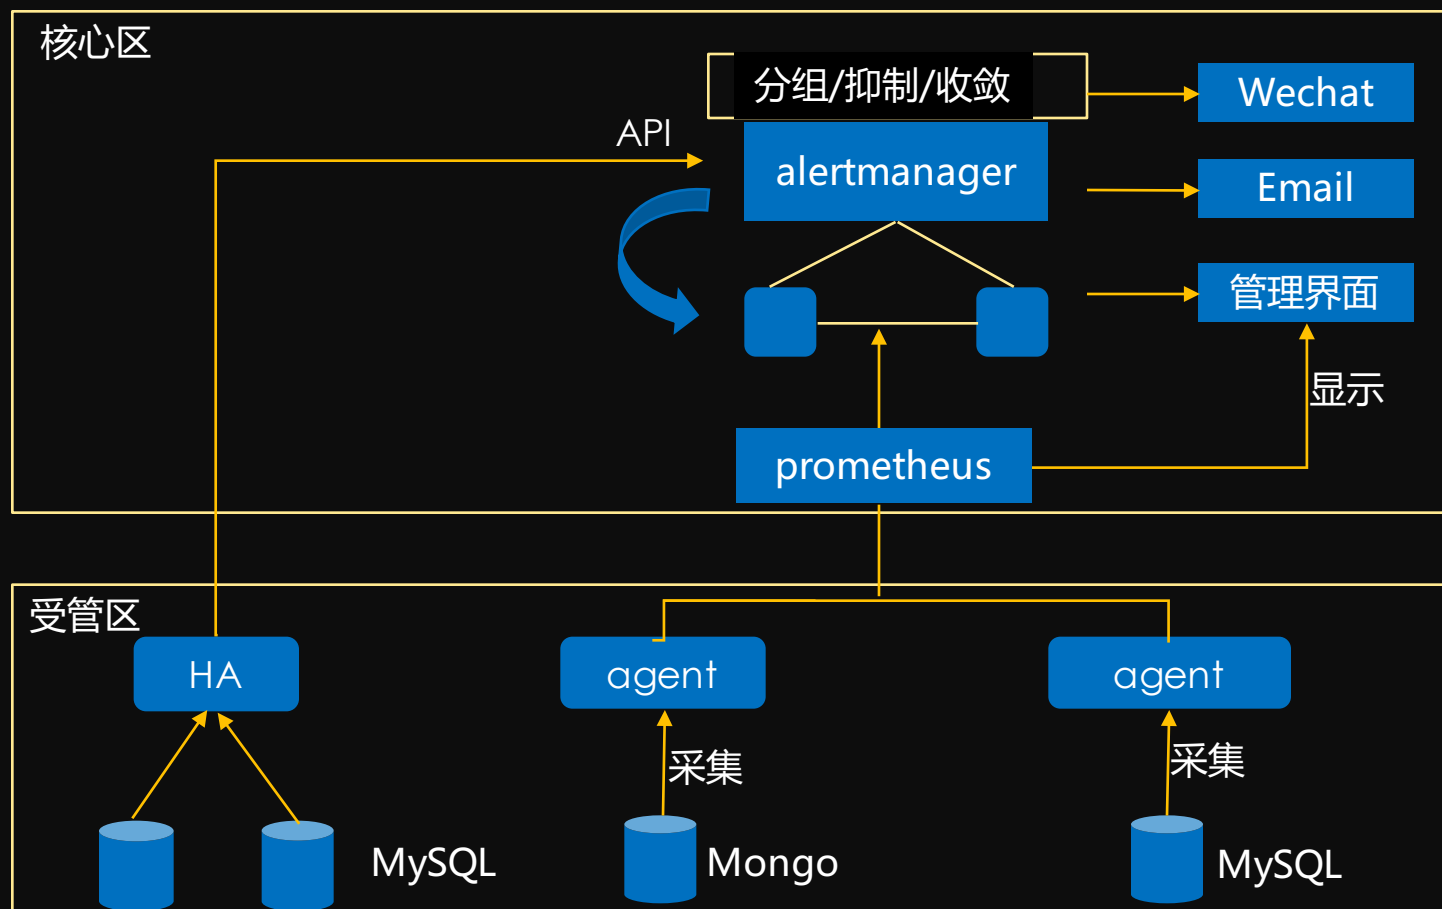 核心区
分组/抑制/收敛
Wechat
API
alertmanager
Email
管理界面
显示
prometheus
受管区
HA
agent
agent
采集
采集
MySQL
Mongo
MySQL